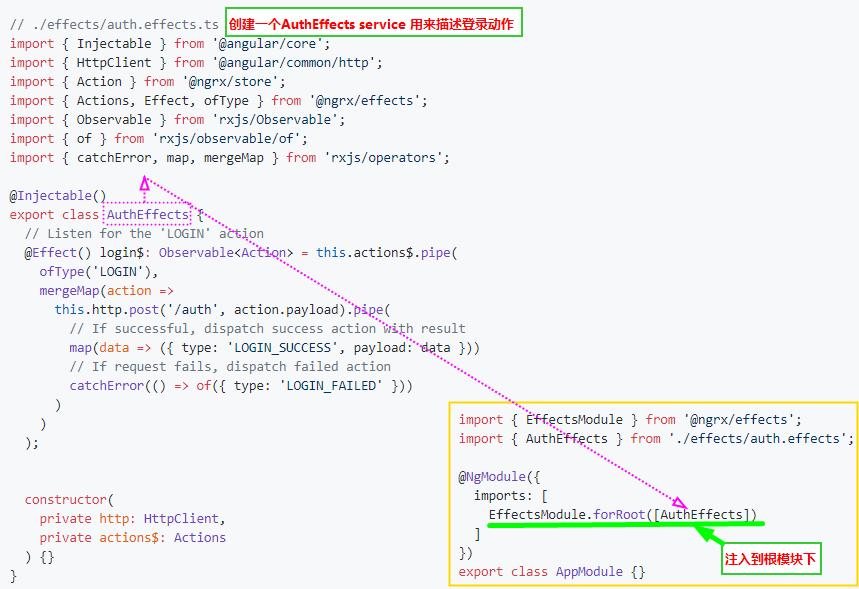 // ./effects/auth.effects.ts 创建一个AuthEffects service 用来描述登录动作
import { Injectable } from '@angular/core';
import { HttpClient } from '@angular/common/http';
import { Action } from '@ngrx/store';
import { Actions, Effect, ofType } from '@ngrx/effects';
import { Observable } from 'rxjs/Observable';
import { of } from 'rxjs/observable/of';
import { catchError, map, mergeMap } from 'rxjs/operators';
@Injectable()
export class AuthEffects {
// Listen for the 'LOGIN' action
@Effect() login$: Observable<Action> = this.actions$.pipe(
ofType('LOGIN'),
mergeMap(action =>
this.http.post('/auth', action.payload).pipe(
// If successful, dispatch success action with result
map(data => ({ type: 'LOGIN_SUCCESS', payload: data }))
// If request fails, dispatch failed action
catchError(() => of({ type: 'LOGIN_FAILED' }))
)
)
);
constructor(
private http: HttpClient,
private actions$: Actions
) {}
}
import { EffectsModule } from '@ngrx/effects';
import { AuthEffects } from './effects/auth.effects';
@NgModule({
imports: [
EffectsModule.forRoot([AuthEffects])
]
})
export class AppModule {}
注入到根模块下